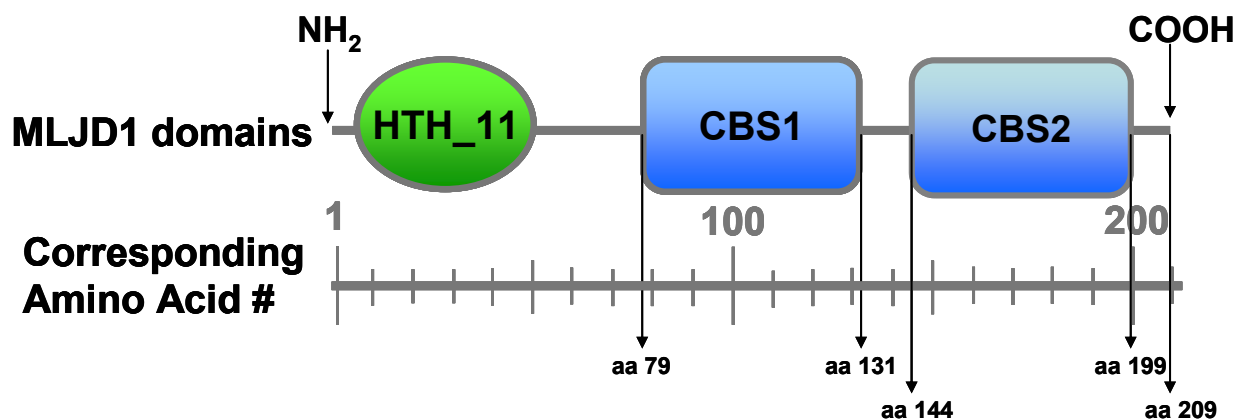 NH2
COOH
MLJD1 domains
HTH_11
CBS1
CBS2
1
100
200
Corresponding
Amino Acid #
aa 79
aa 131
aa 199
aa 144
aa 209